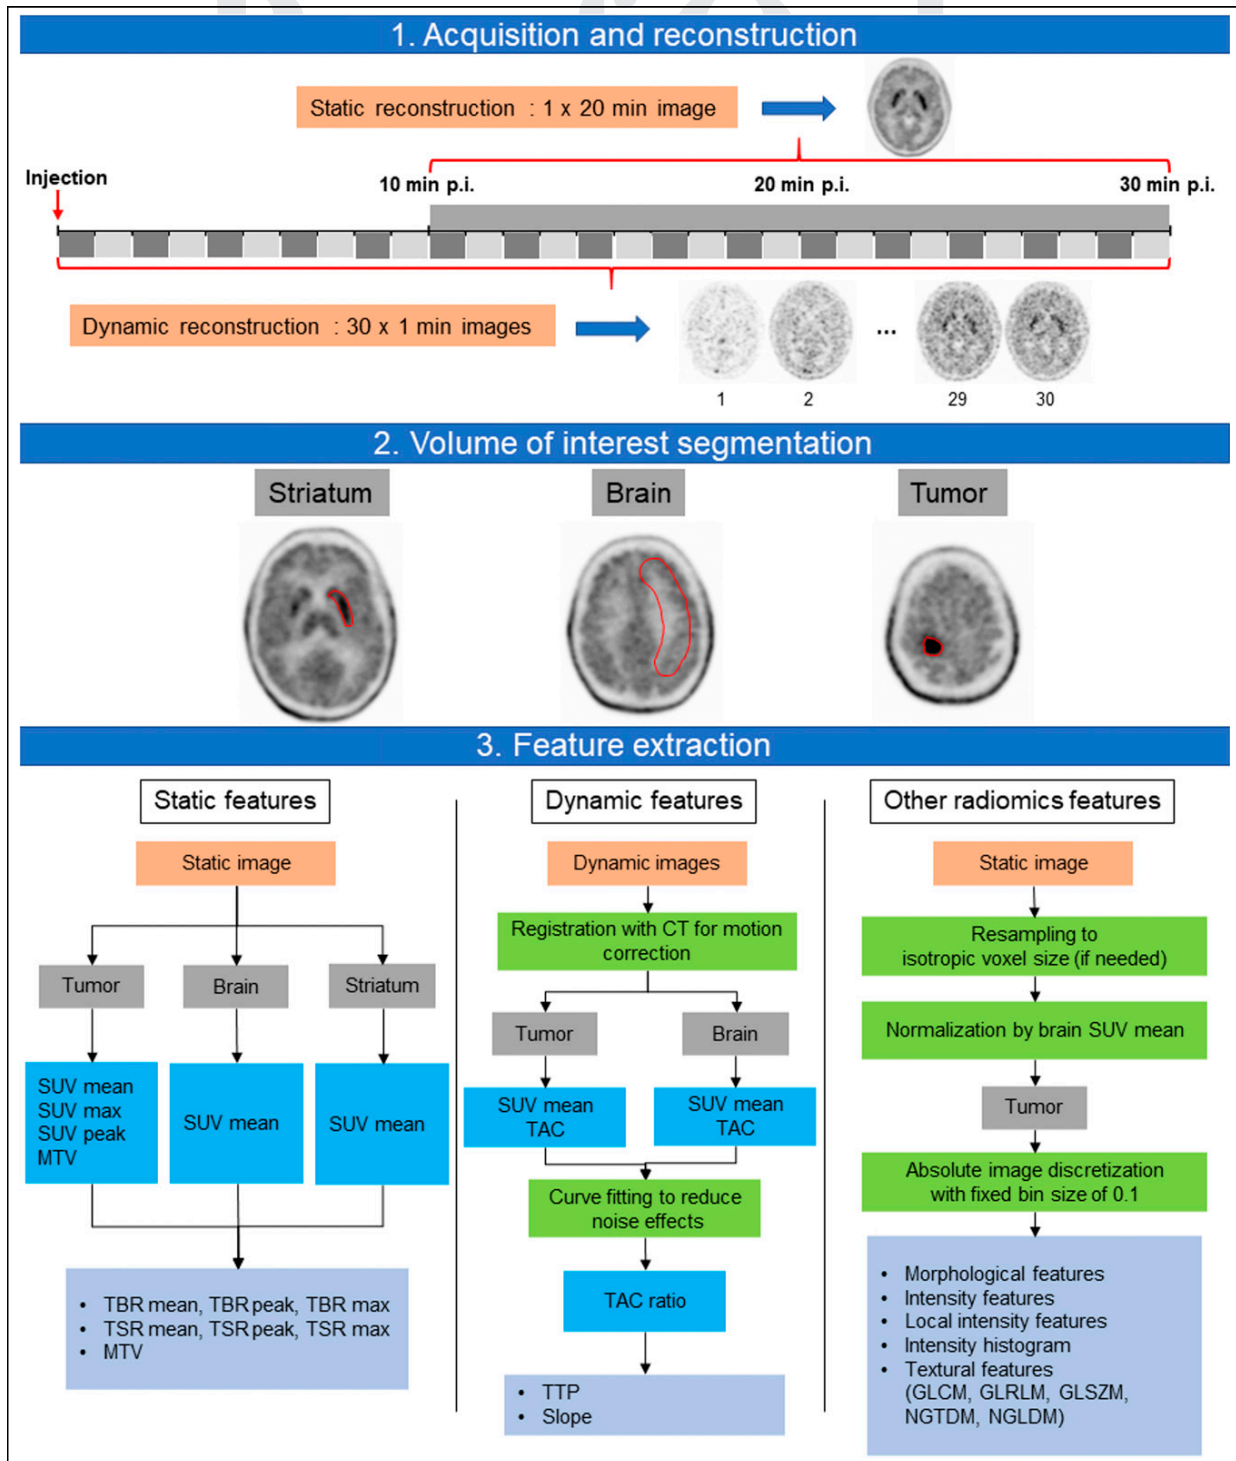 1. Acquisition and reconstruction
Static reconstruction : 1 x 20 min image
Injection
10 min p.i.
20 min p.i.
30 min p.i.
Dynamic reconstruction : 30 x 1 min images
...
1
2
29
30
2. Volume of interest segmentation
Striatum
Brain
Tumor
3. Feature extraction
Static features
Static image
Tumor
Brain
Striatum
SUV mean
SUV max
SUV peak
MTV
SUV mean
SUV mean
• TBR mean, TBR peak, TBR max
• TSR mean, TSR peak, TSR max
• MTV
Dynamic features
Dynamic images
Registration with CT for motion
correction
Tumor
Brain
SUV mean
TAC
SUV mean
TAC
Curve fitting to reduce
noise effects
TAC ratio
• TTP
• Slope
Other radiomics features
Static image
Resampling to
isotropic voxel size (if needed)
Normalization by brain SUV mean
Tumor
Absolute image discretization
with fixed bin size of 0.1
• Morphological features
• Intensity features
• Local intensity features
• Intensity histogram
• Textural features
(GLCM, GLRLM, GLSZM,
NGTDM, NGLDM)